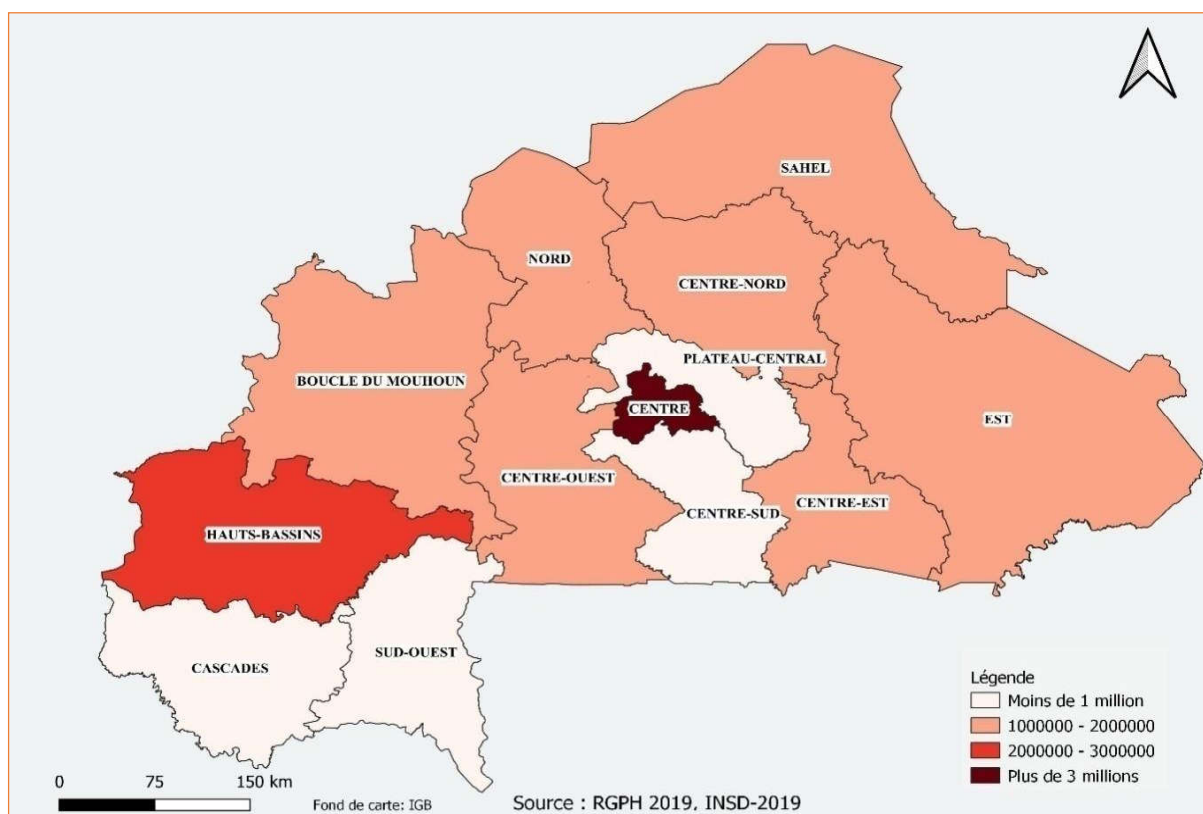 SAHEL
NORD
CENTRE-NORD
PLATEAU-CENTRAL
BOUCLE DU MOUHOUN
CENTRE
EST
CENTRE-OUEST
CENTRE-EST
CENTRE-SUD
HAUTS-BASSINS
SUD-OUEST
CASCADES
Légende
Moins de 1 million
1000000 - 2000000
2000000 - 3000000
Plus de 3 millions
0 75 150 km
Fond de carte: IGB
Source : RGPH 2019, INSD-2019